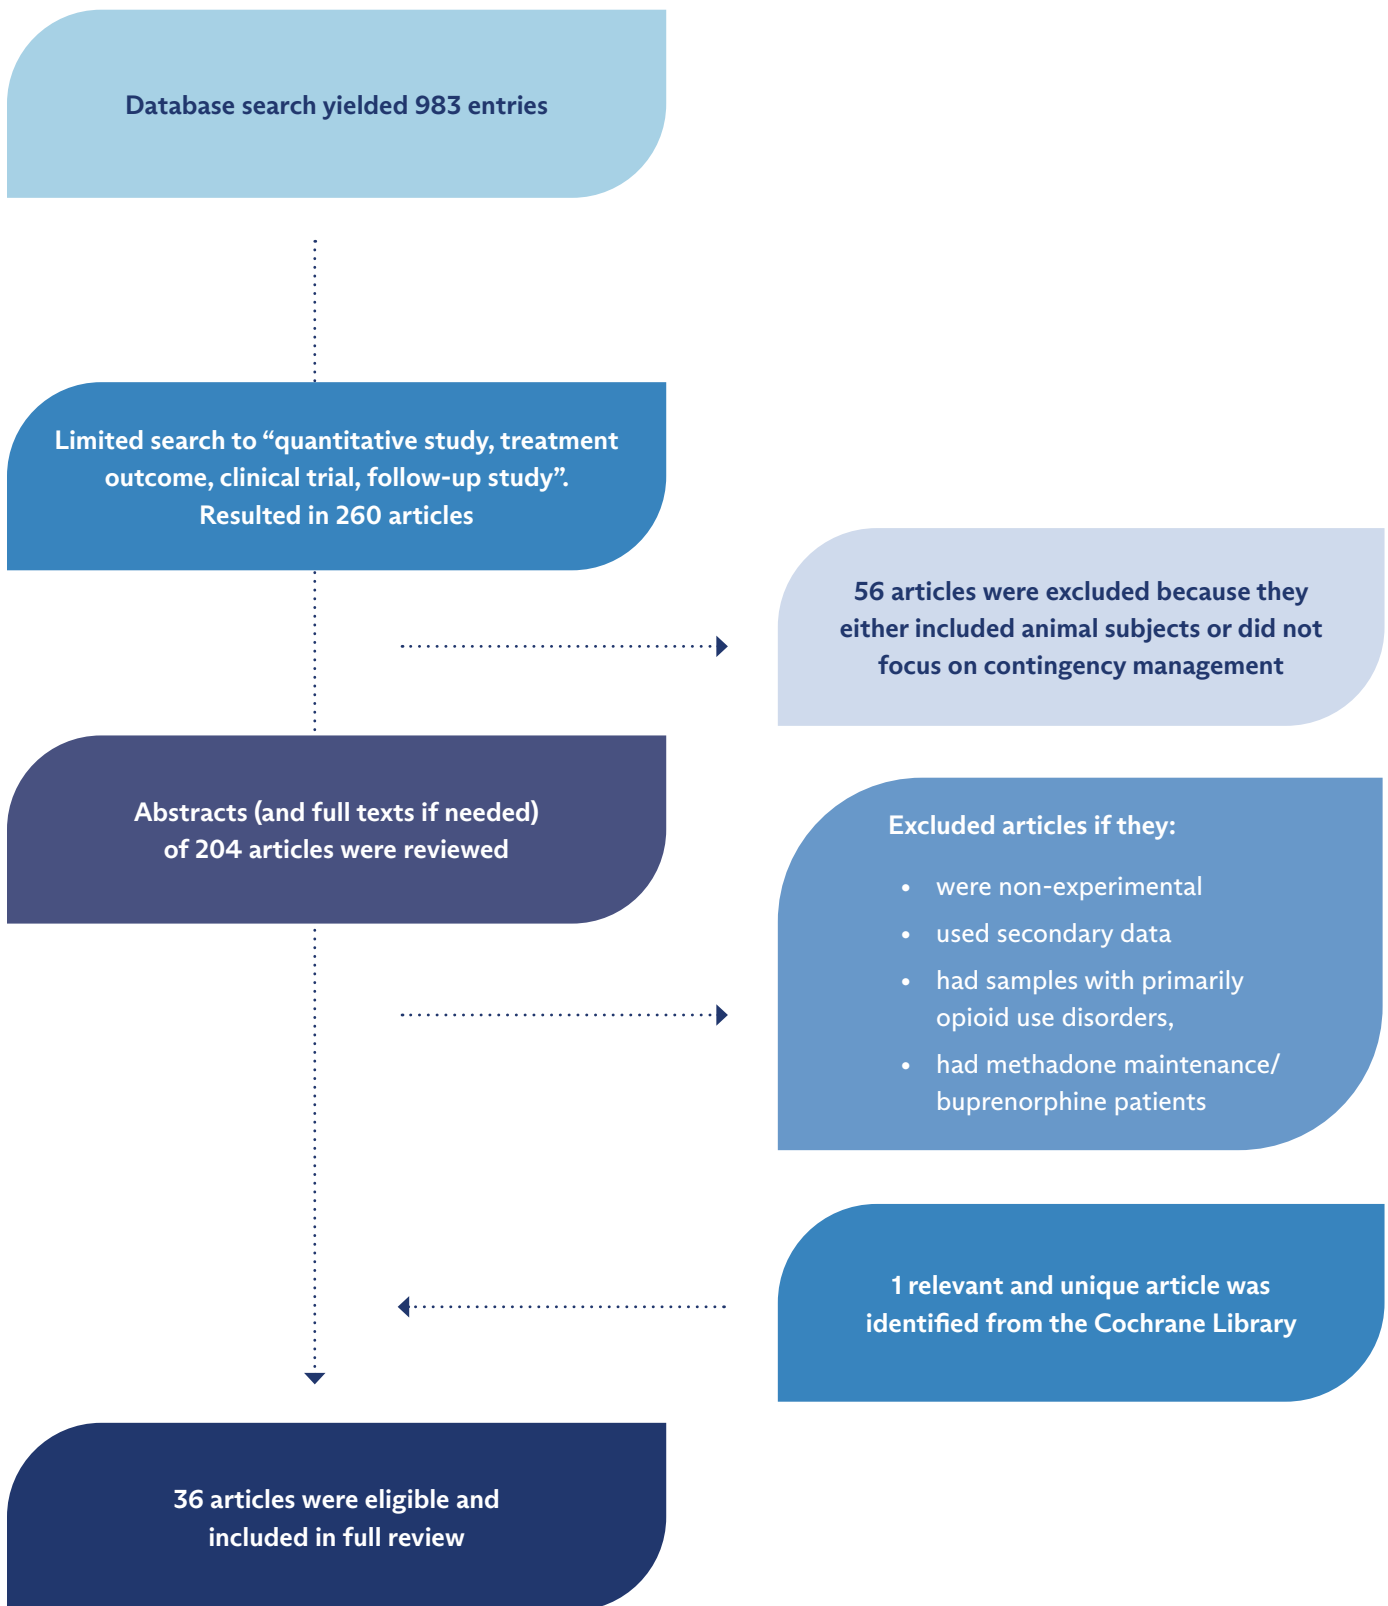 Database search yielded 983 entries
Limited search to “quantitative study, treatment
outcome, clinical trial, follow-up study”.
Resulted in 260 articles
56 articles were excluded because they
either included animal subjects or did not
focus on contingency management
Abstracts (and full texts if needed)
of 204 articles were reviewed
Excluded articles if they:
• were non-experimental
• used secondary data
• had samples with primarily
opioid use disorders,
• had methadone maintenance/
buprenorphine patients
1 relevant and unique article was
identified from the Cochrane Library
36 articles were eligible and
included in full review